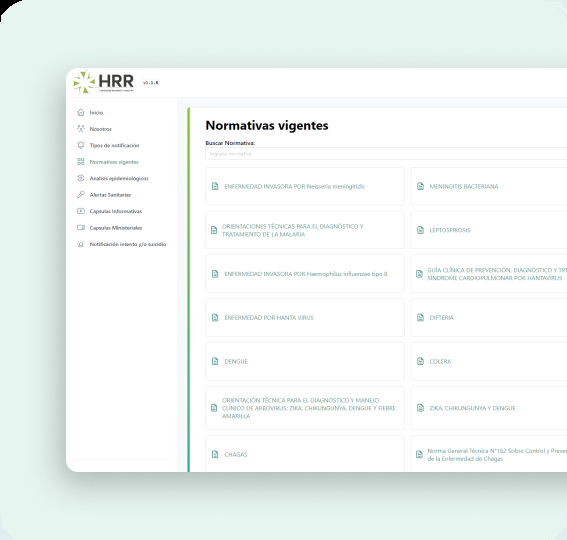 HRR
v1.1.8
Inicio
Nosotros
Tipos de notificación
Normativas vigentes
Analisis epidemiológicos
Alertas Sanitarias
Capsulas Informativas
Capsulas Ministeriales
Notificación intento y/o suicidio
Normativas vigentes
Buscar Normativa:
Ingrese normativa
ENFERMEDAD INVASORA POR Neisseria meningitidis
MENINGITIS BACTERIANA
ORIENTACIONES TÉCNICAS PARA EL DIAGNÓSTICO Y
TRATAMIENTO DE LA MALARIA
LEPTOSPIROSIS
ENFERMEDAD INVASORA POR Haemophilus influenzae tipo B
GUÍA CLÍNICA DE PREVENCIÓN, DIAGNÓSTICO Y TRT
SÍNDROME CARDIOPULMONAR POR HANTAVIRUS
ENFERMEDAD POR HANTA VIRUS
DIFTERIA
DENGUE
COLERA
ORIENTACIÓN TÉCNICA PARA EL DIAGNÓSTICO Y MANEJO
CLÍNICO DE ARBOVIRUS: ZIKA, CHIKUNGUNYA, DENGUE Y FIEBRE
AMARILLA
ZIKA, CHIKUNGUNYA Y DENGUE
CHAGAS
Norma General Técnica N°162 Sobre Control y Preve
de la Enfermedad de Chagas